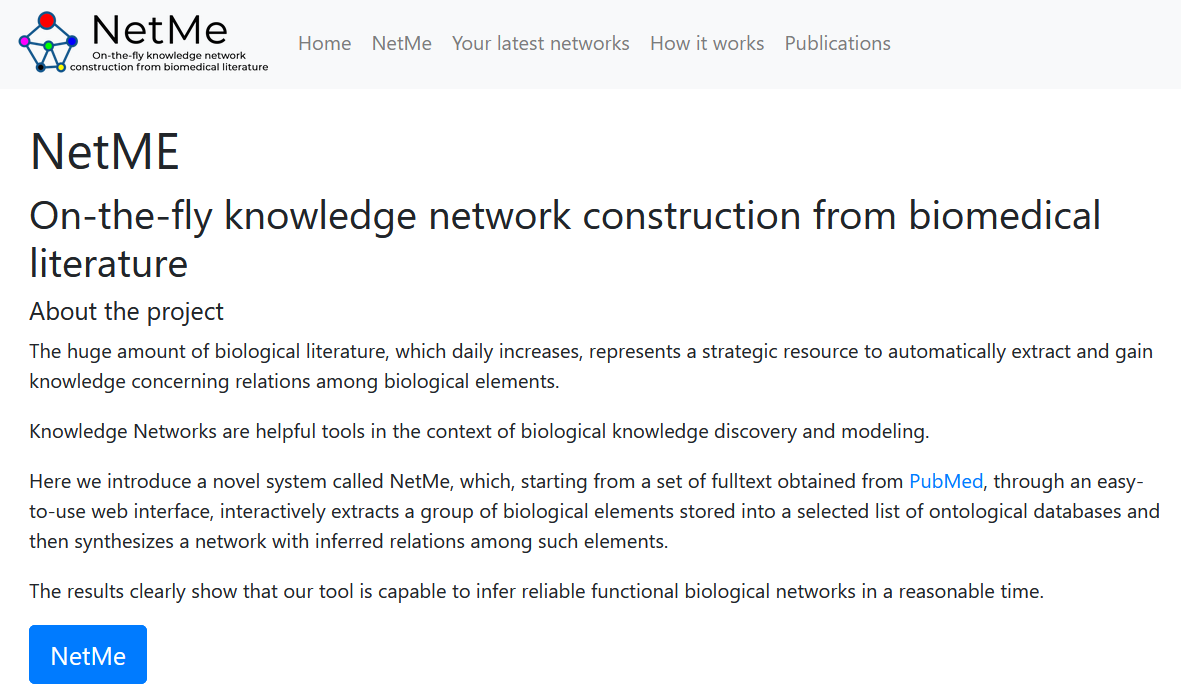 NetMe
On-the-fly knowledge network
construction from biomedical literature
Home NetMe Your latest networks How it works Publications
NetME
On-the-fly knowledge network construction from biomedical
literature
About the project
The huge amount of biological literature, which daily increases, represents a strategic resource to automatically extract and gain
knowledge concerning relations among biological elements.
Knowledge Networks are helpful tools in the context of biological knowledge discovery and modeling.
Here we introduce a novel system called NetMe, which, starting from a set of fulltext obtained from PubMed, through an easy-
to-use web interface, interactively extracts a group of biological elements stored into a selected list of ontological databases and
then synthesizes a network with inferred relations among such elements.
The results clearly show that our tool is capable to infer reliable functional biological networks in a reasonable time.
NetMe